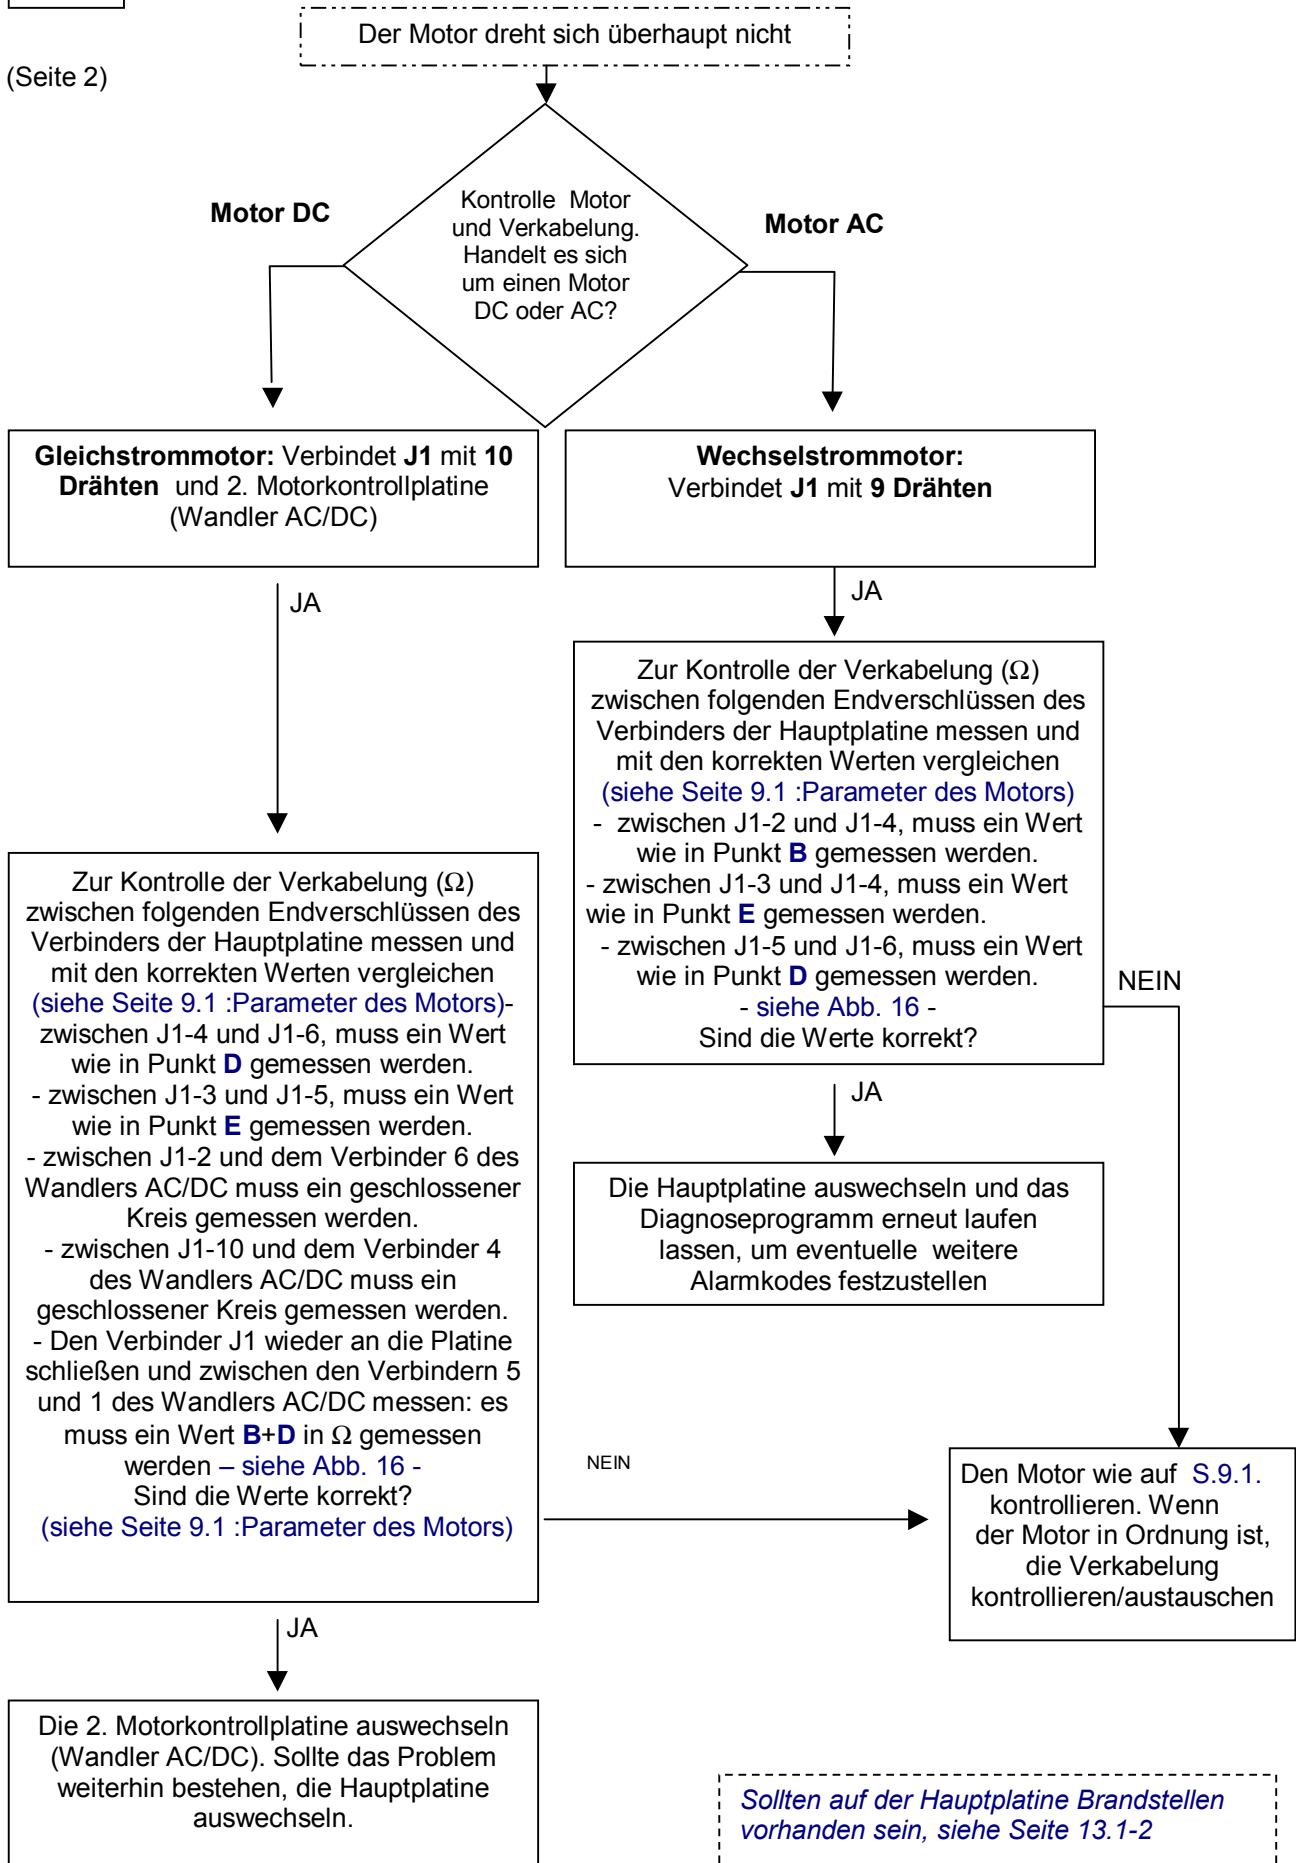 Der Motor dreht sich überhaupt nicht
(Seite 2)
Motor DC
Kontrolle Motor
und Verkabelung.
Handelt es sich
um einen Motor
DC oder AC?
Motor AC
Gleichstrommotor: Verbindet J1 mit 10
Drähten und 2. Motorkontrollplatine
(Wandler AC/DC)
Wechselstrommotor:
Verbindet J1 mit 9 Drähten
JA
JA
Zur Kontrolle der Verkabelung (Ω)
zwischen folgenden Endverschlüssen des
Verbinders der Hauptplatine messen und
mit den korrekten Werten vergleichen
(siehe Seite 9.1 :Parameter des Motors)
- zwischen J1-2 und J1-4, muss ein Wert
wie in Punkt B gemessen werden.
- zwischen J1-3 und J1-4, muss ein Wert
wie in Punkt E gemessen werden.
- zwischen J1-5 und J1-6, muss ein Wert
wie in Punkt D gemessen werden.
- siehe Abb. 16 -
Sind die Werte korrekt?
NEIN
Zur Kontrolle der Verkabelung (Ω)
zwischen folgenden Endverschlüssen des
Verbinders der Hauptplatine messen und
mit den korrekten Werten vergleichen
(siehe Seite 9.1 :Parameter des Motors)-
zwischen J1-4 und J1-6, muss ein Wert
wie in Punkt D gemessen werden.
- zwischen J1-3 und J1-5, muss ein Wert
wie in Punkt E gemessen werden.
- zwischen J1-2 und dem Verbinder 6 des
Wandlers AC/DC muss ein geschlossener
Kreis gemessen werden.
- zwischen J1-10 und dem Verbinder 4
des Wandlers AC/DC muss ein
geschlossener Kreis gemessen werden.
- Den Verbinder J1 wieder an die Platine
schließen und zwischen den Verbindern 5
und 1 des Wandlers AC/DC messen: es
muss ein Wert B+D in Ω gemessen
werden – siehe Abb. 16 -
Sind die Werte korrekt?
(siehe Seite 9.1 :Parameter des Motors)
JA
Die Hauptplatine auswechseln und das
Diagnoseprogramm erneut laufen
lassen, um eventuelle weitere
Alarmkodes festzustellen
NEIN
Den Motor wie auf S.9.1.
kontrollieren. Wenn
der Motor in Ordnung ist,
die Verkabelung
kontrollieren/austauschen
JA
Die 2. Motorkontrollplatine auswechseln
(Wandler AC/DC). Sollte das Problem
weiterhin bestehen, die Hauptplatine
auswechseln.
Sollten auf der Hauptplatine Brandstellen
vorhanden sein, siehe Seite 13.1-2